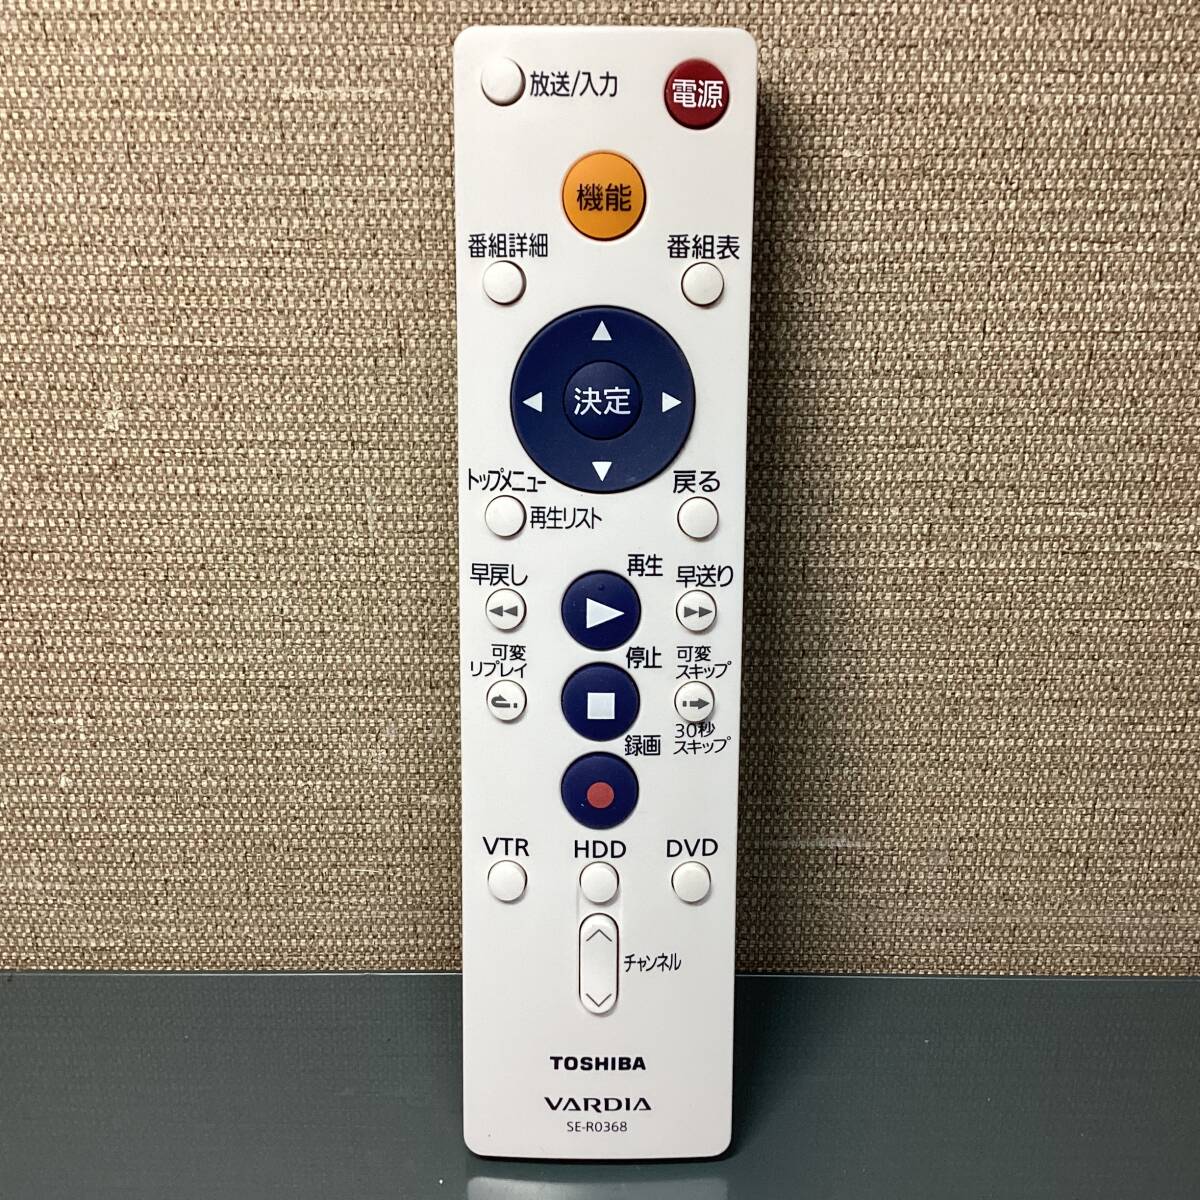 放送/入力
電源
機能
番組詳細
番組表
決定
トップメニュー
戻る
再生リスト
再生
早戻し
早送り
可変
リプレイ
停止
可変
スキップ
30秒
スキップ
録画
VTR
HDD
DVD
チャンネル
TOSHIBA
VARDIA
SE-R0368